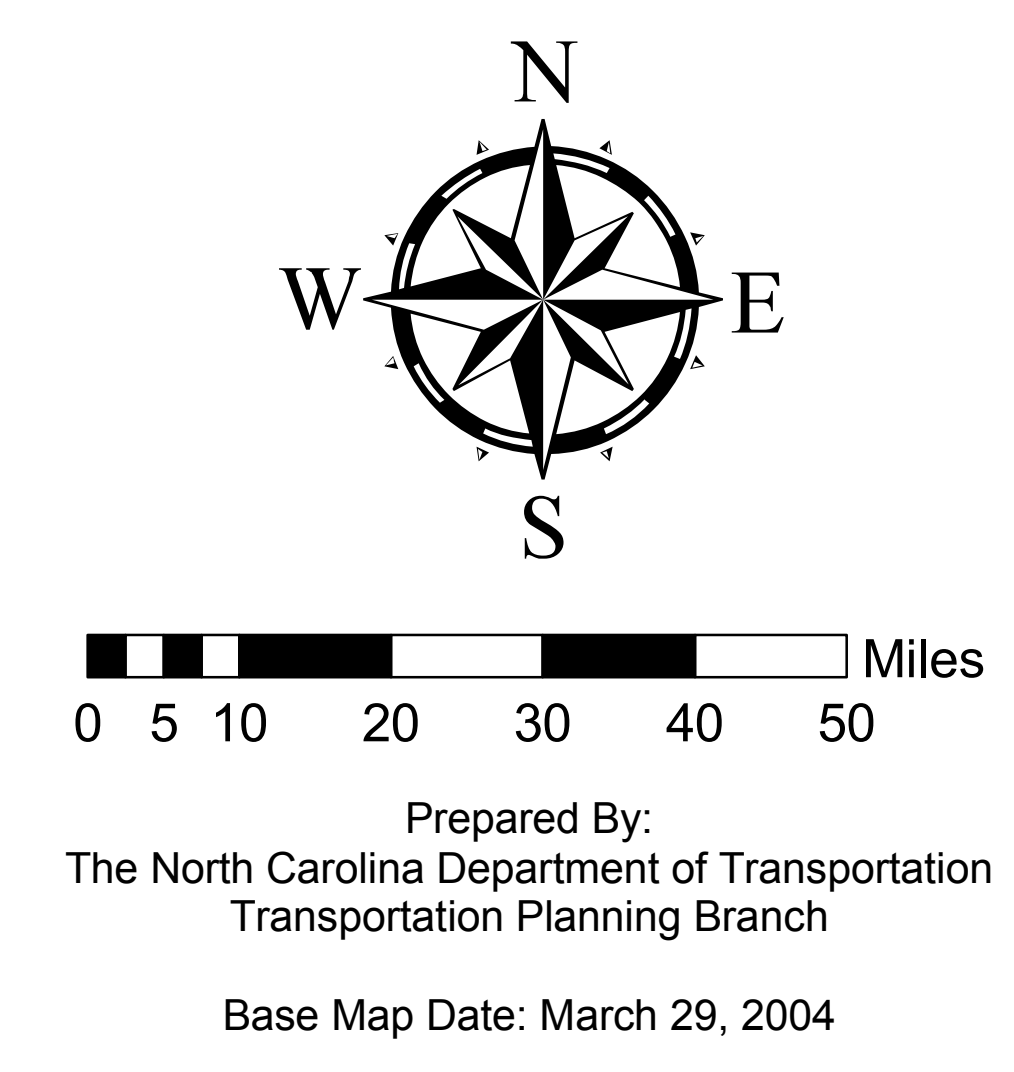 N
W E
S
Miles
0 5 10 20 30 40 50
Prepared By:
The North Carolina Department of Transportation
Transportation Planning Branch
Base Map Date: March 29, 2004